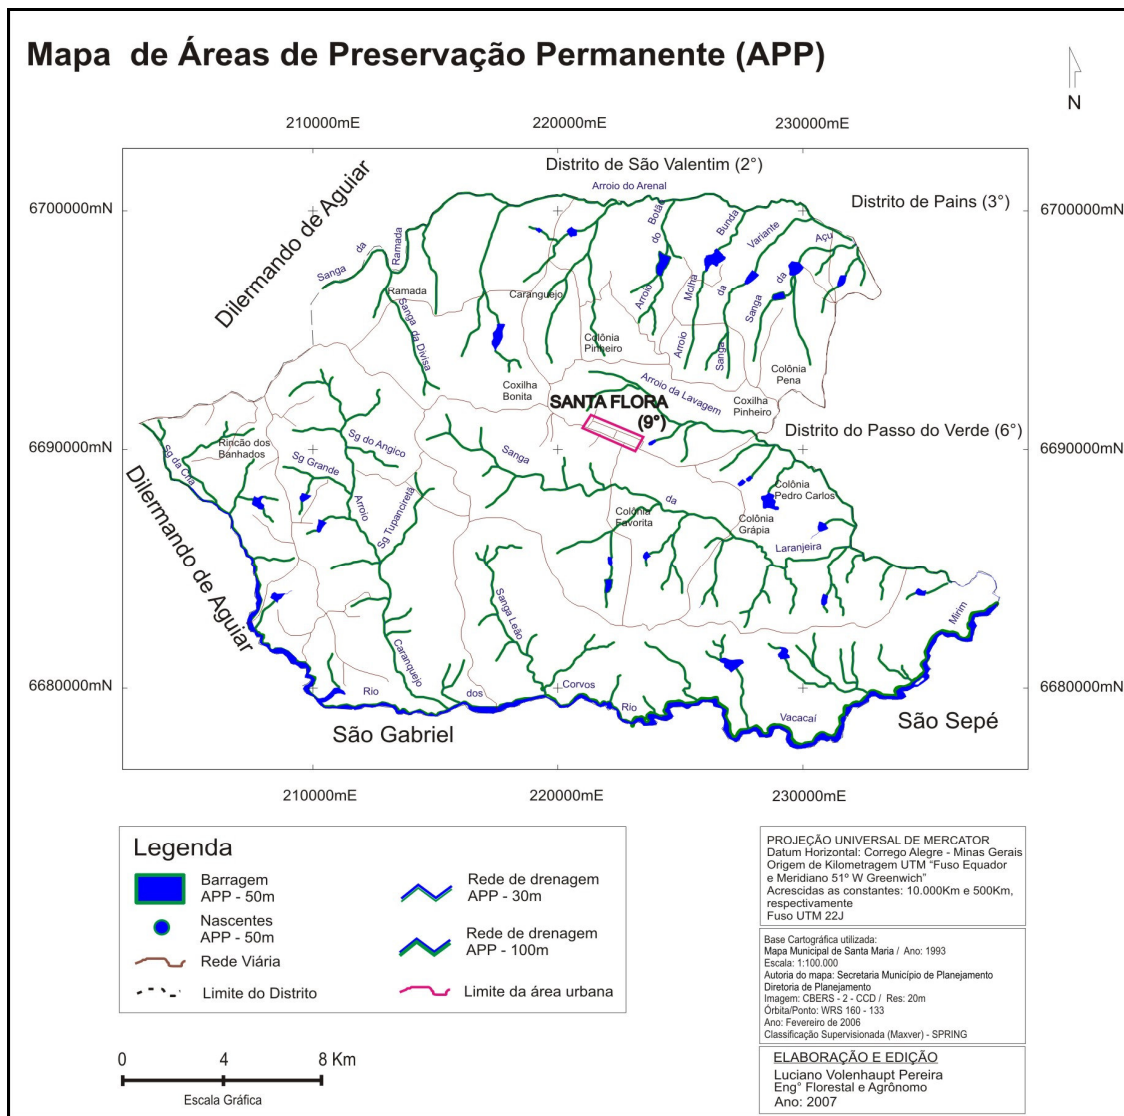 Mapa de Áreas de Preservação Permanente (APP)
N
210000mE
220000mE
230000mE
Distrito de São Valentim (2°)
Arroio do Arenal
Distrito de Pains (3°)
6700000mN
6700000mN
Dilermando de Aguiar
Sanga
da
Ramada
Ramada
Sanga da Divisa
Caranguejo
Arroio
do
Botão
Arroio
Molha
Bunda
Sanga
da
Variante
Sanga
da
Açu
Colônia
Pinheiro
Coxilha
Bonita
Arroio da Lavagem
Colônia
Pena
Coxilha
Pinheiro
SANTA FLORA
(9°)
6690000mN
6690000mN
Distrito do Passo do Verde (6°)
Sg da Cria
Rincão dos
Banhados
Sg do Angico
Sg Grande
Arroio
Sg Tupanciretã
Sanga
da
Laranjeira
Colônia
Favorita
Colônia
Pedro Carlos
Colônia
Grápia
Dilermando de Aguiar
Sanga Leão
Caranquejo
Mirim
6680000mN
6680000mN
Rio
dos
Corvos
Rio
Vacacaí
São Gabriel
São Sepé
210000mE
220000mE
230000mE
Legenda
Barragem
APP - 50m
Nascentes
APP - 50m
Rede Viária
Limite do Distrito
Rede de drenagem
APP - 30m
Rede de drenagem
APP - 100m
Limite da área urbana
PROJEÇÃO UNIVERSAL DE MERCATOR
Datum Horizontal: Corrego Alegre - Minas Gerais
Origem de Kilometragem UTM “Fuso Equador
e Meridiano 51º W Greenwich”
Acrescidas as constantes: 10.000Km e 500Km,
respectivamente
Fuso UTM 22J
Base Cartográfica utilizada:
Mapa Municipal de Santa Maria / Ano: 1993
Escala: 1:100.000
Autoria do mapa: Secretaria Município de Planejamento
Diretoria de Planejamento
Imagem: CBERS - 2 - CCD / Res: 20m
Órbita/Ponto: WRS 160 - 133
Ano: Fevereiro de 2006
Classificação Supervisionada (Maxver) - SPRING
ELABORAÇÃO E EDIÇÃO
Luciano Volenhaupt Pereira
Eng° Florestal e Agrônomo
Ano: 2007
0 4 8 Km
Escala Gráfica